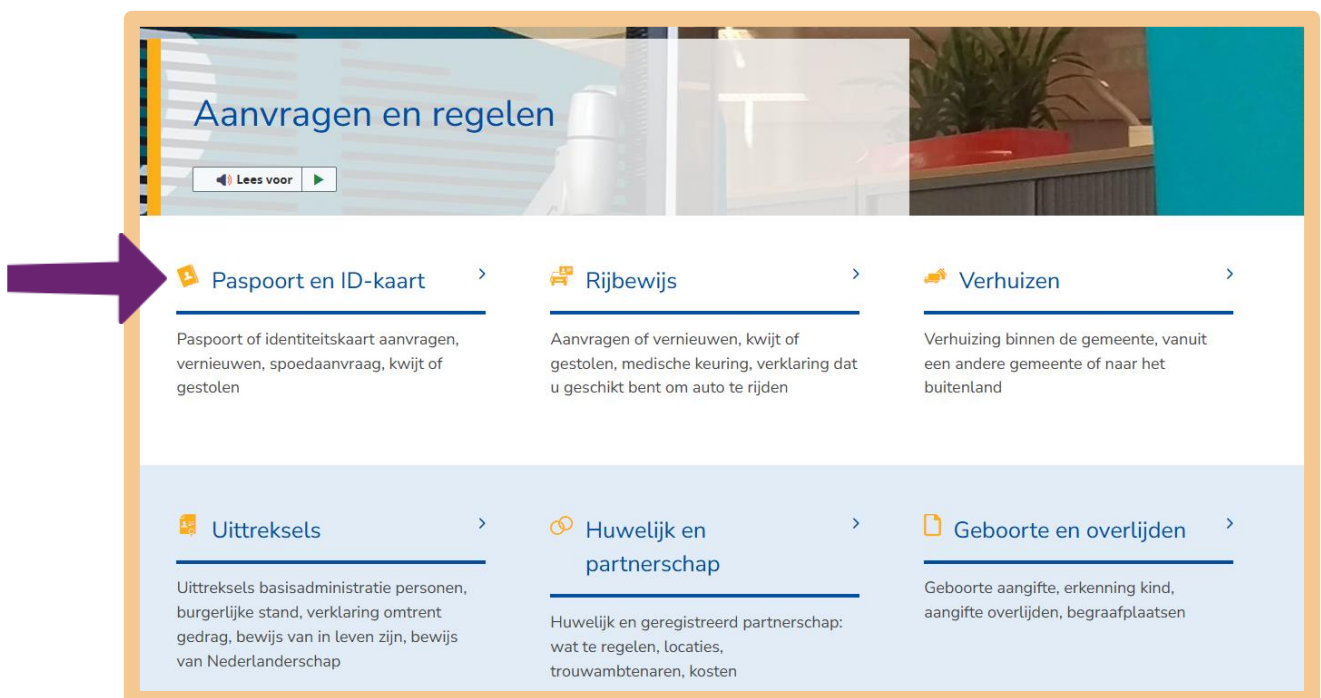 Aanvragen en regelen
Lees voor
Paspoort en ID-kaart
Paspoort of identiteitskaart aanvragen,
vernieuwen, spoedaanvraag, kwijt of
gestolen
Rijbewijs
Aanvragen of vernieuwen, kwijt of
gestolen, medische keuring, verklaring dat
u geschikt bent om auto te rijden
Verhuizen
Verhuizing binnen de gemeente, vanuit
een andere gemeente of naar het
buitenland
Uittreksels
Uittreksels basisadministratie personen,
burgerlijke stand, verklaring omtrent
gedrag, bewijs van in leven zijn, bewijs
van Nederlanderschap
Huwelijk en
partnerschap
Huwelijk en geregistreerd partnerschap:
wat te regelen, locaties,
trouwambtenaren, kosten
Geboorte en overlijden
Geboorte aangifte, erkenning kind,
aangifte overlijden, begraafplaatsen